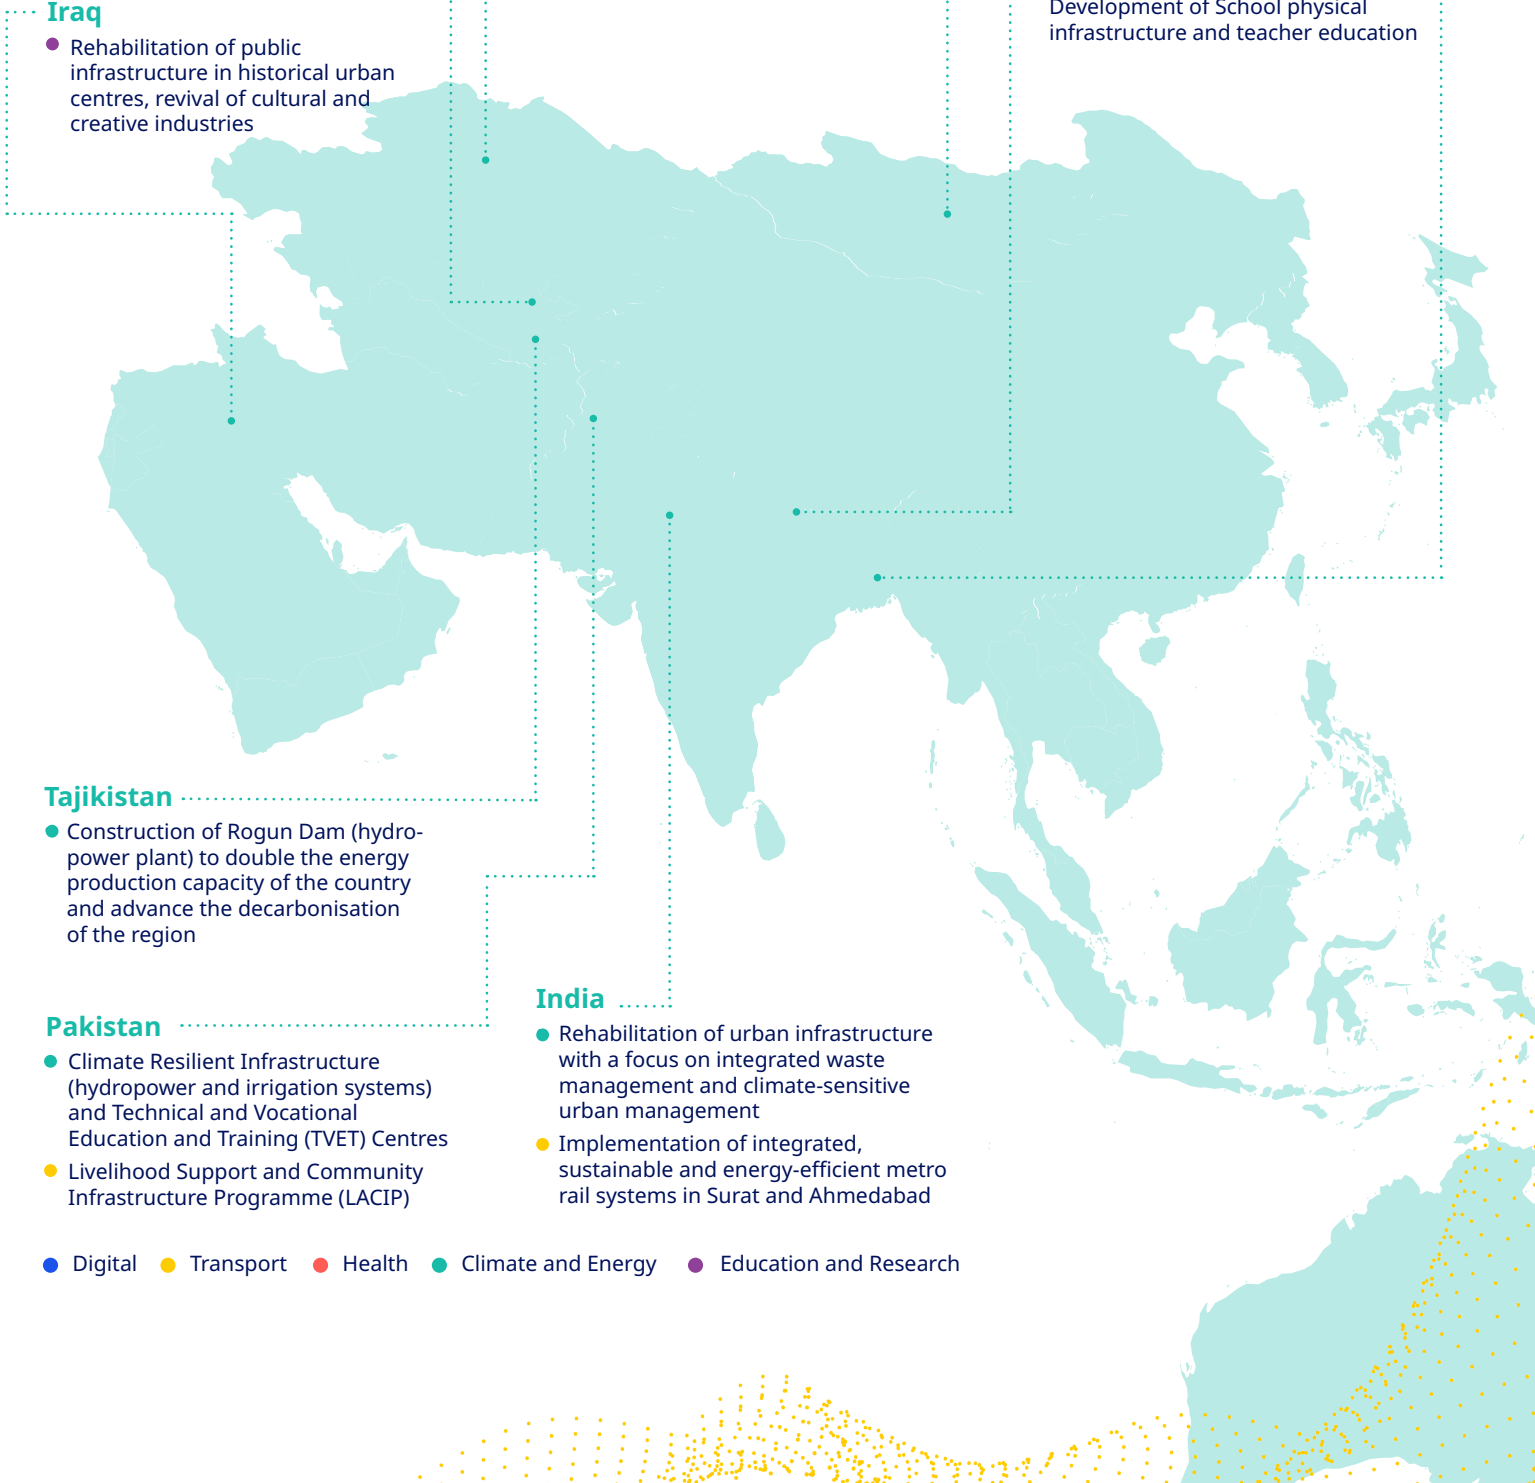 Iraq
Rehabilitation of public
infrastructure in historical urban
centres, revival of cultural and
creative industries
Development of School physical
infrastructure and teacher education
Tajikistan
Construction of Rogun Dam (hydro-
power plant) to double the energy
production capacity of the country
and advance the decarbonisation
of the region
Pakistan
Climate Resilient Infrastructure
(hydropower and irrigation systems)
and Technical and Vocational
Education and Training (TVET) Centres
Livelihood Support and Community
Infrastructure Programme (LACIP)
India
Rehabilitation of urban infrastructure
with a focus on integrated waste
management and climate-sensitive
urban management
Implementation of integrated,
sustainable and energy-efficient metro
rail systems in Surat and Ahmedabad
Digital Transport Health Climate and Energy Education and Research